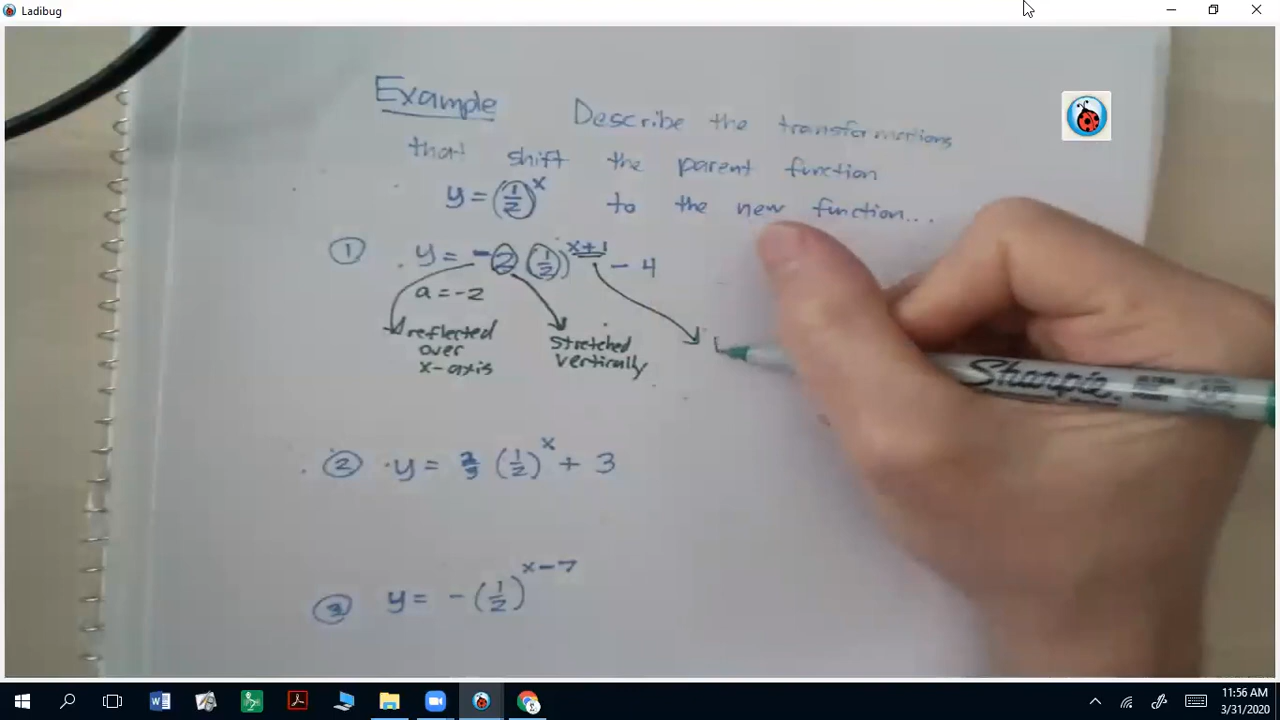 Ladibug
Example Describe the transformations
that shift the parent function
y = (1/2)^x to the new function...
① y = -2 (1/2)^x+1 - 4
a = -2
reflected over x-axis
Stretched vertically
② y = 2/3 (1/2)^x + 3
③ y = -(1/2)^x-7
Sharpie
11:56 AM
3/31/2020